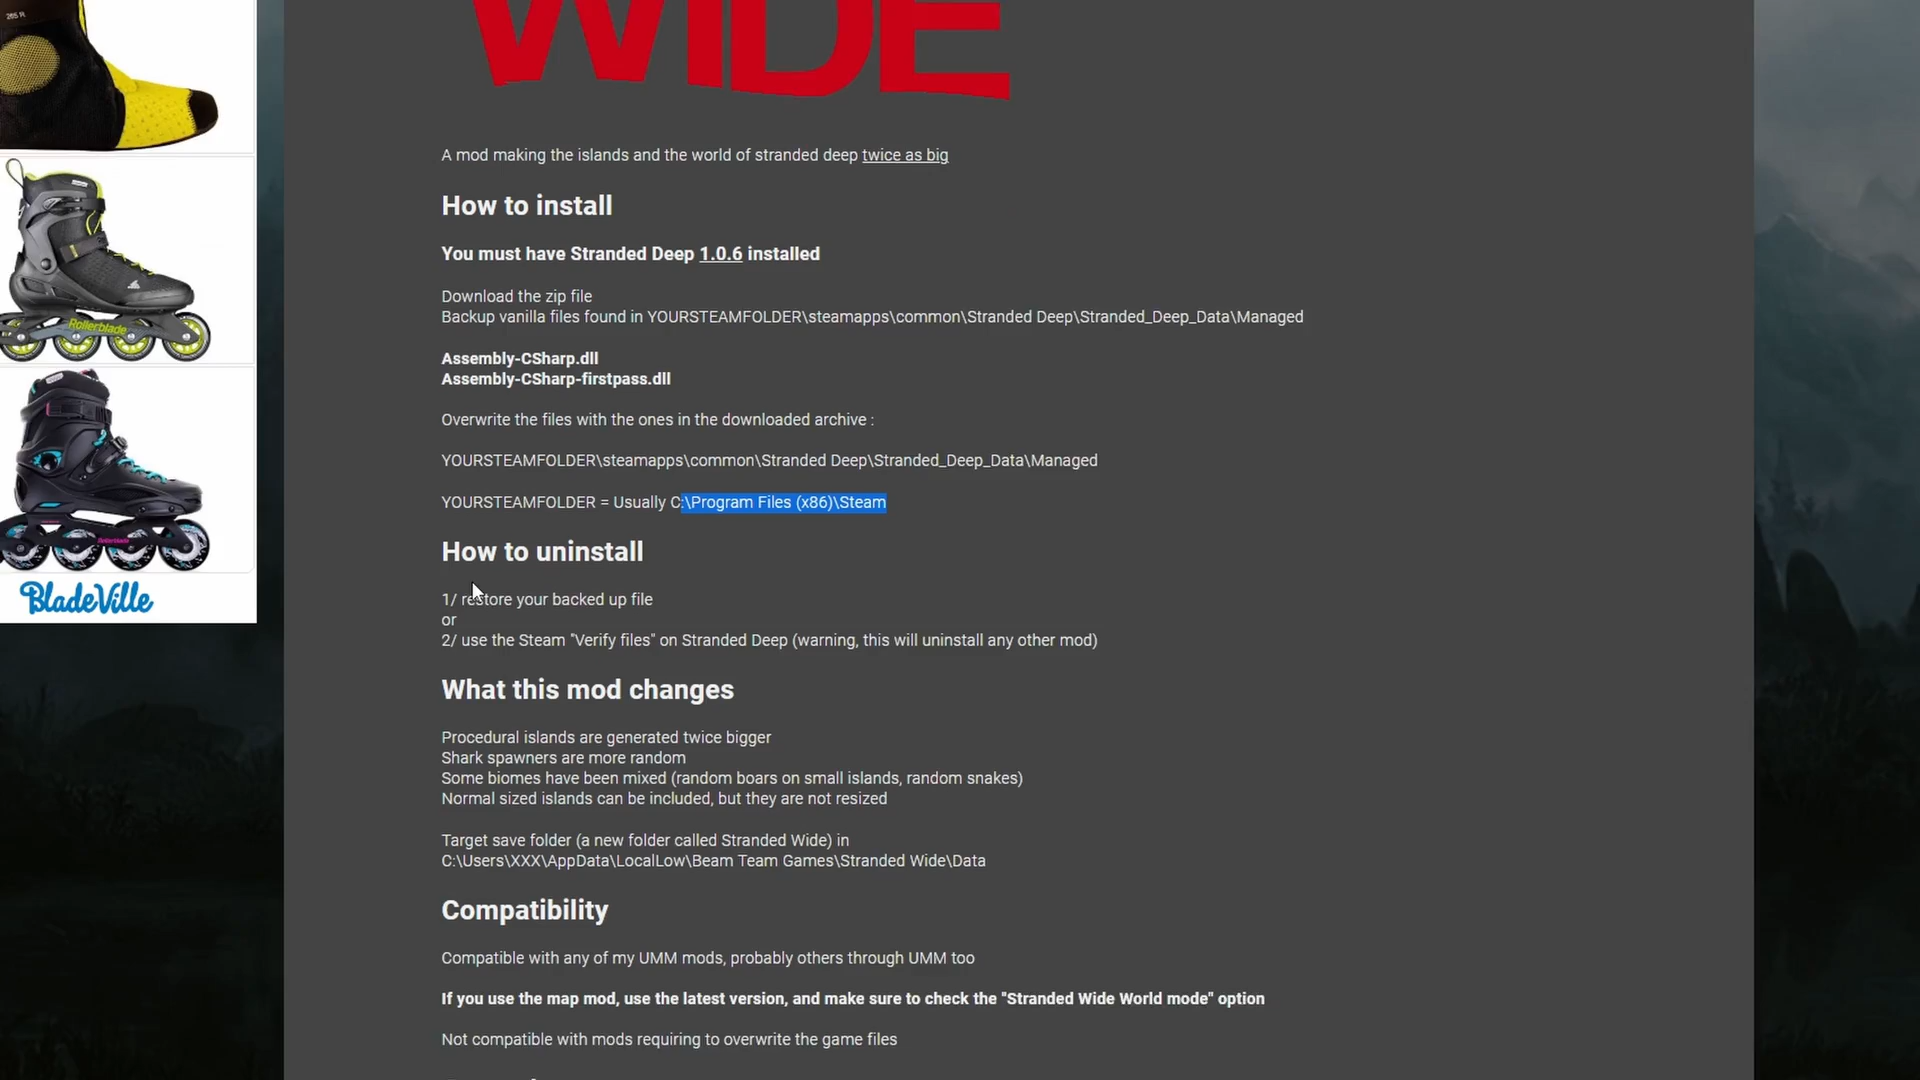 265 R
Rollerblade
BladeVille
WIDE
A mod making the islands and the world of stranded deep twice as big
How to install
You must have Stranded Deep 1.0.6 installed
Download the zip file
Backup vanilla files found in YOURSTEAMFOLDER\steamapps\common\Stranded Deep\Stranded_Deep_Data\Managed
Assembly-CSharp.dll
Assembly-CSharp-firstpass.dll
Overwrite the files with the ones in the downloaded archive :
YOURSTEAMFOLDER\steamapps\common\Stranded Deep\Stranded_Deep_Data\Managed
YOURSTEAMFOLDER = Usually C:\Program Files (x86)\Steam
How to uninstall
1/ restore your backed up file
or
2/ use the Steam "Verify files" on Stranded Deep (warning, this will uninstall any other mod)
What this mod changes
Procedural islands are generated twice bigger
Shark spawners are more random
Some biomes have been mixed (random boars on small islands, random snakes)
Normal sized islands can be included, but they are not resized
Target save folder (a new folder called Stranded Wide) in
C:\Users\XXX\AppData\LocalLow\Beam Team Games\Stranded Wide\Data
Compatibility
Compatible with any of my UMM mods, probably others through UMM too
If you use the map mod, use the latest version, and make sure to check the "Stranded Wide World mode" option
Not compatible with mods requiring to overwrite the game files